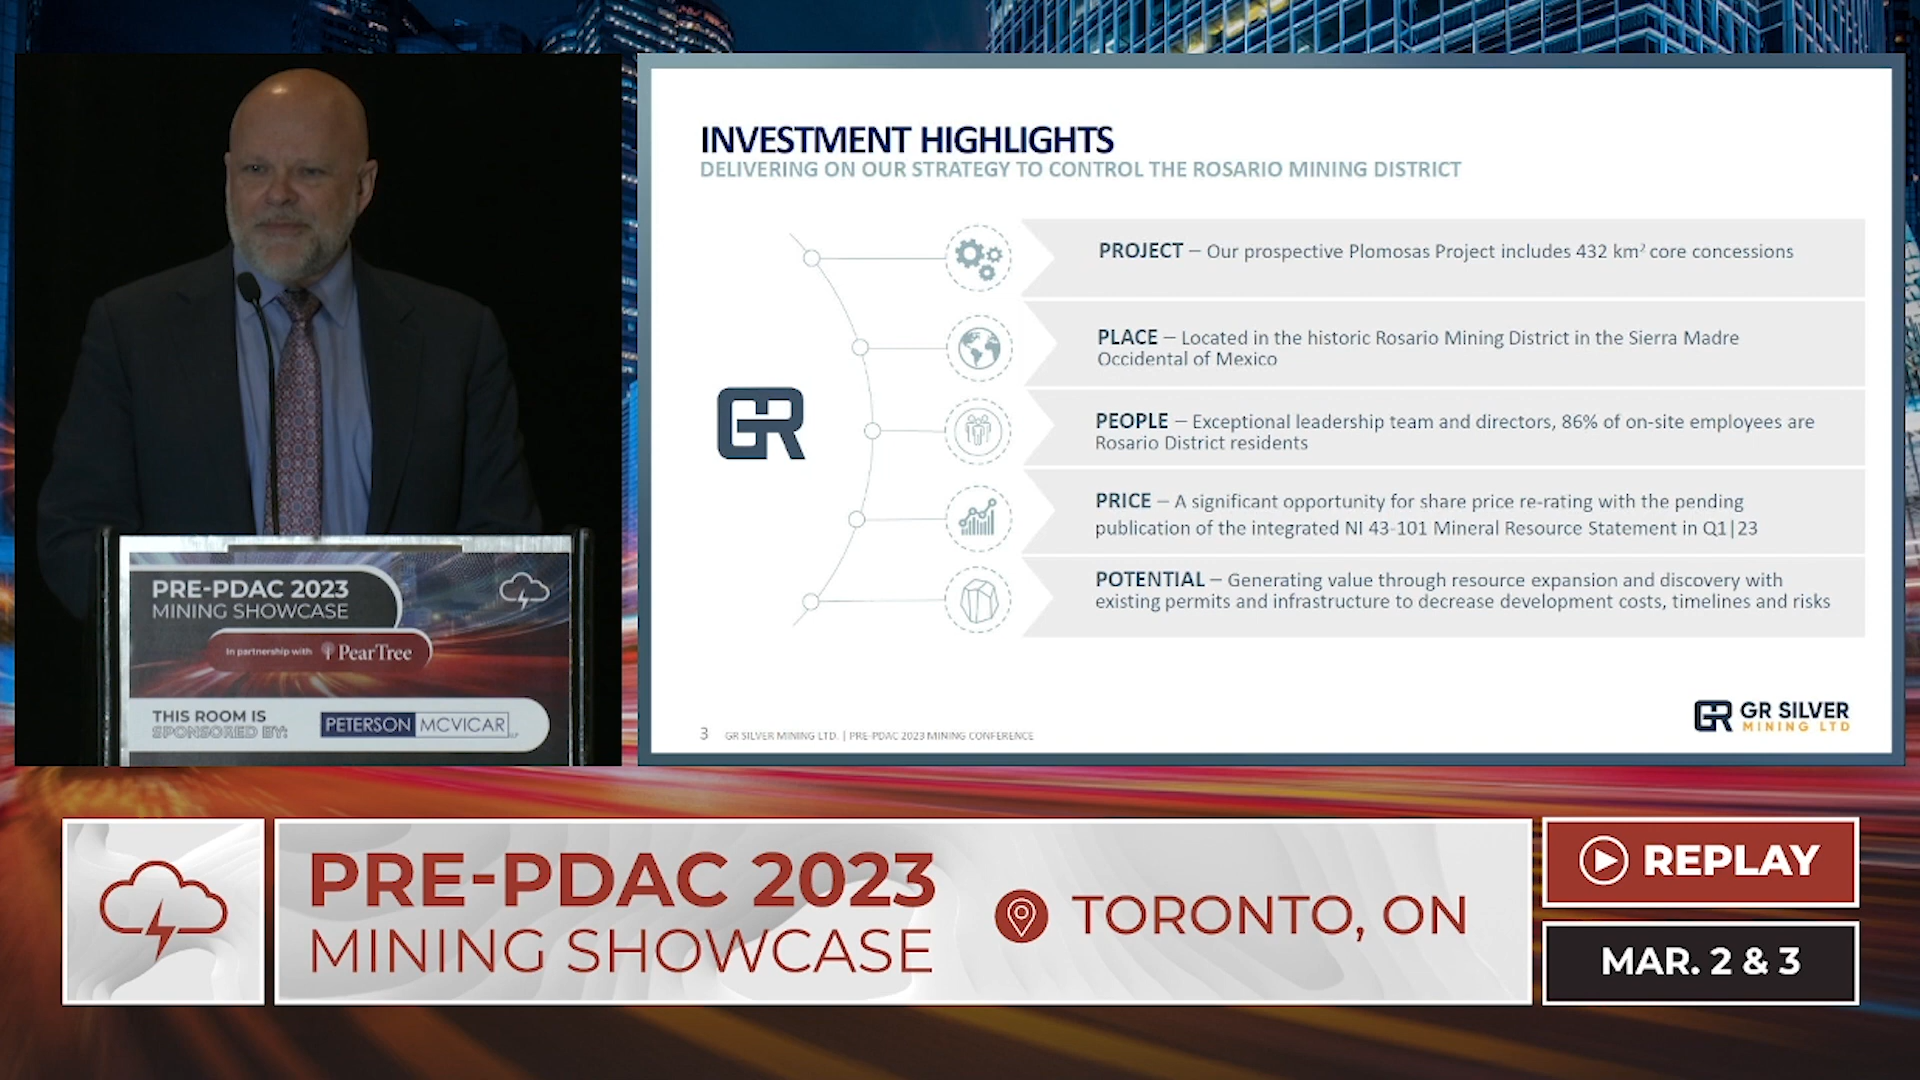 PRE-PDAC 2023
MINING SHOWCASE
In partnership with PearTree
THIS ROOM IS
SPONSORED BY:
PETERSON MCVICAR LLP
INVESTMENT HIGHLIGHTS
DELIVERING ON OUR STRATEGY TO CONTROL THE ROSARIO MINING DISTRICT
GR
PROJECT – Our prospective Plomosas Project includes 432 km² core concessions
PLACE – Located in the historic Rosario Mining District in the Sierra Madre
Occidental of Mexico
PEOPLE – Exceptional leadership team and directors, 86% of on-site employees are
Rosario District residents
PRICE – A significant opportunity for share price re-rating with the pending
publication of the integrated NI 43-101 Mineral Resource Statement in Q1|23
POTENTIAL – Generating value through resource expansion and discovery with
existing permits and infrastructure to decrease development costs, timelines and risks
3 GR SILVER MINING LTD. | PRE-PDAC 2023 MINING CONFERENCE
GR GR SILVER
MINING LTD
PRE-PDAC 2023
MINING SHOWCASE
TORONTO, ON
REPLAY
MAR. 2 & 3